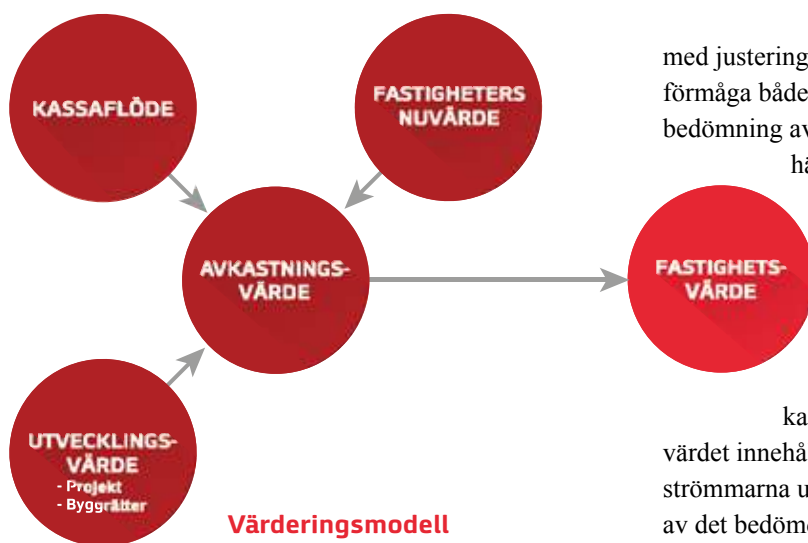 KASSAFLÖDE
FASTIGHETERS
NUVÄRDE
AVKASTNINGS-
VÄRDE
FASTIGHETS-
VÄRDE
UTVECKLINGS-
VÄRDE
- Projekt
- Byggrätter
Värderingsmodell
med justering
förmåga både
bedömning av
hä
ka
värdet innehå
strömmarna u
av det bedöm